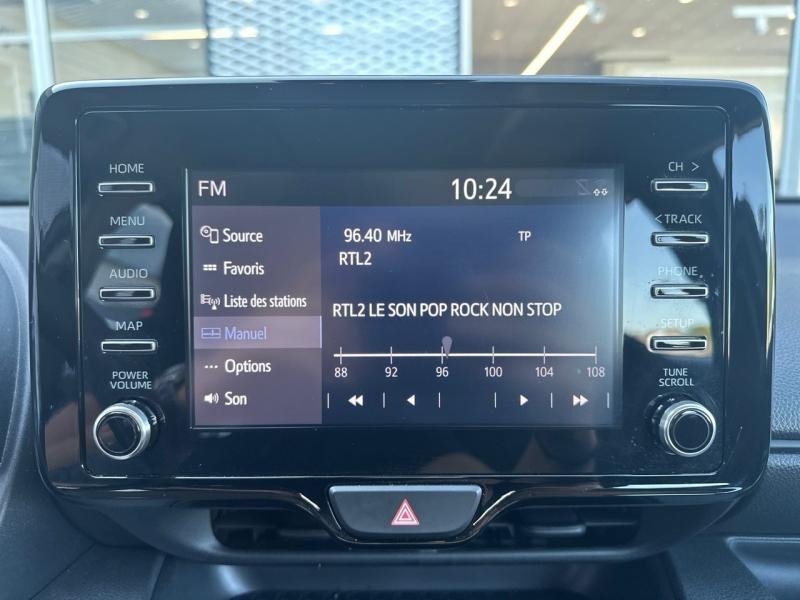 HOME
MENU
AUDIO
MAP
POWER
VOLUME
FM
10:24
Source
Favoris
Liste des stations
Manuel
Options
Son
96.40 MHz
TP
RTL2
RTL2 LE SON POP ROCK NON STOP
88 92 96 100 104 108
CH >
< TRACK
PHONE
SETUP
TUNE
SCROLL